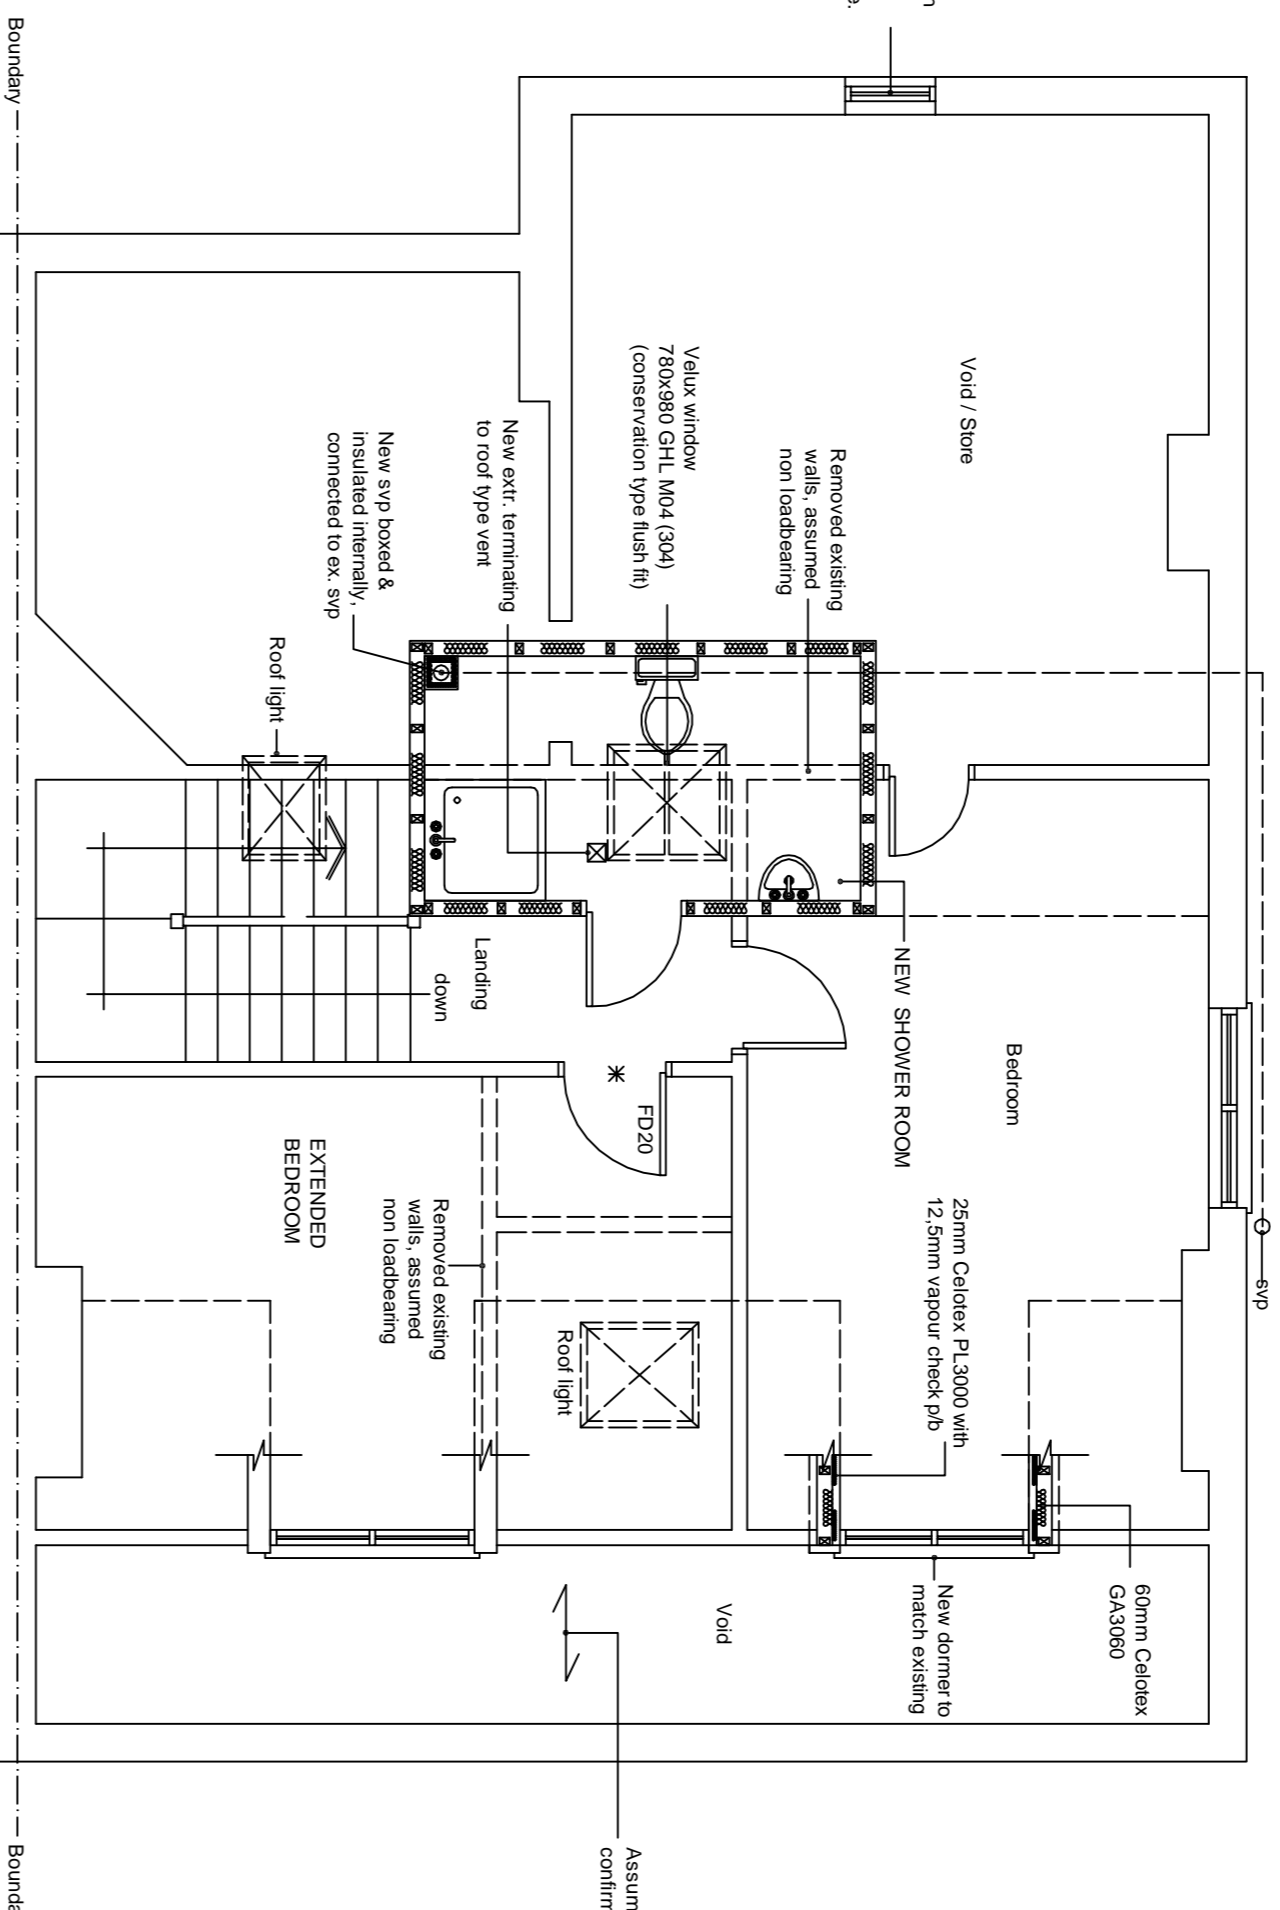 Boundary
Void / Store
Removed existing
walls, assumed
non loadbearing
Velux window
780x980 GHL M04 (304)
(conservation type flush fit)
New extr. terminating
to roof type vent
New svp boxed &
insulated internally,
connected to ex. svp
Roof light
NEW SHOWER ROOM
Landing
down
Bedroom
FD20
EXTENDED
BEDROOM
Removed existing
walls, assumed
non loadbearing
Roof light
25mm Celotex PL3000 with
12,5mm vapour check p/b
svp
60mm Celotex
GA3060
New dormer to
match existing
Void
Assum
confirm
Bounda